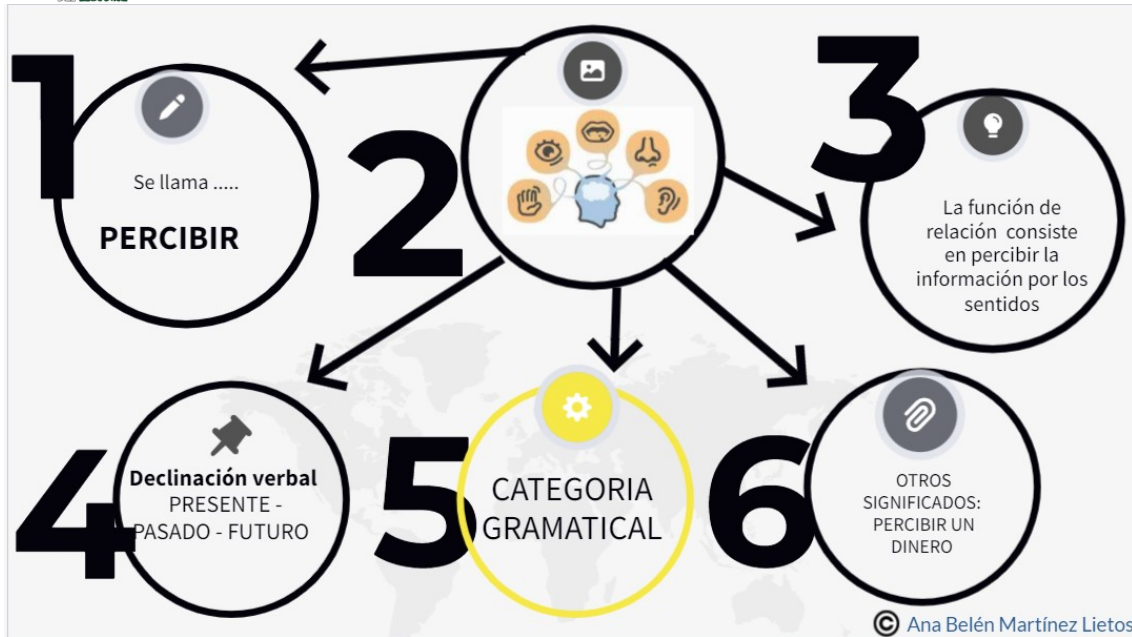 1
Se llama .....
PERCIBIR
2
3
La función de
relación consiste
en percibir la
información por los
sentidos
4
Declinación verbal
PRESENTE -
PASADO - FUTURO
5
CATEGORIA
GRAMATICAL
6
OTROS
SIGNIFICADOS:
PERCIBIR UN
DINERO
© Ana Belén Martínez Lietos